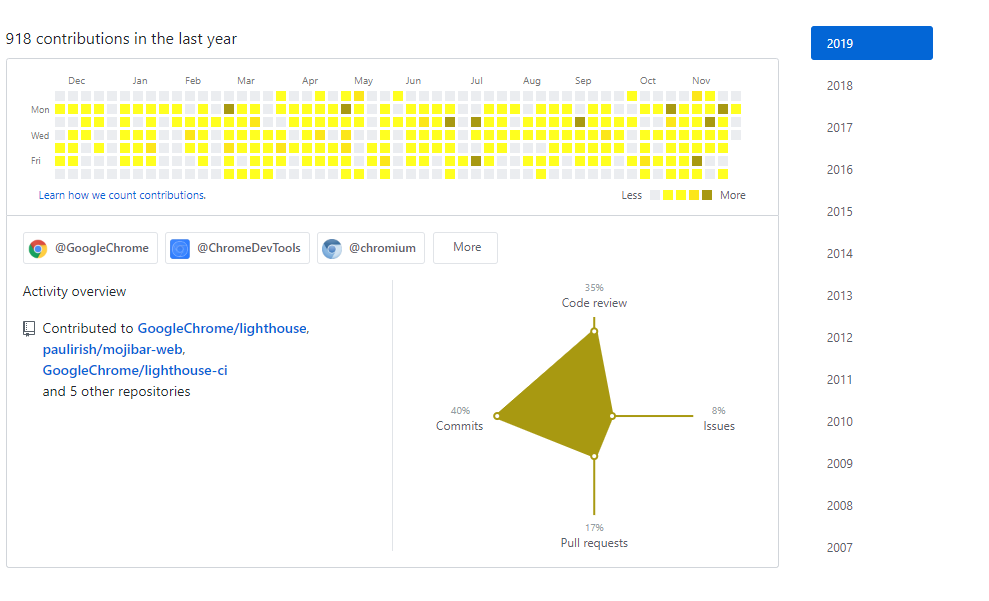 918 contributions in the last year
Dec Jan Feb Mar Apr May Jun Jul Aug Sep Oct Nov
Mon
Wed
Fri
Learn how we count contributions.
Less More
@GoogleChrome @ChromeDevTools @chromium More
Activity overview
Contributed to GoogleChrome/lighthouse,
paulirish/mojibar-web,
GoogleChrome/lighthouse-ci
and 5 other repositories
35%
Code review
40%
Commits
8%
Issues
17%
Pull requests
2019
2018
2017
2016
2015
2014
2013
2012
2011
2010
2009
2008
2007